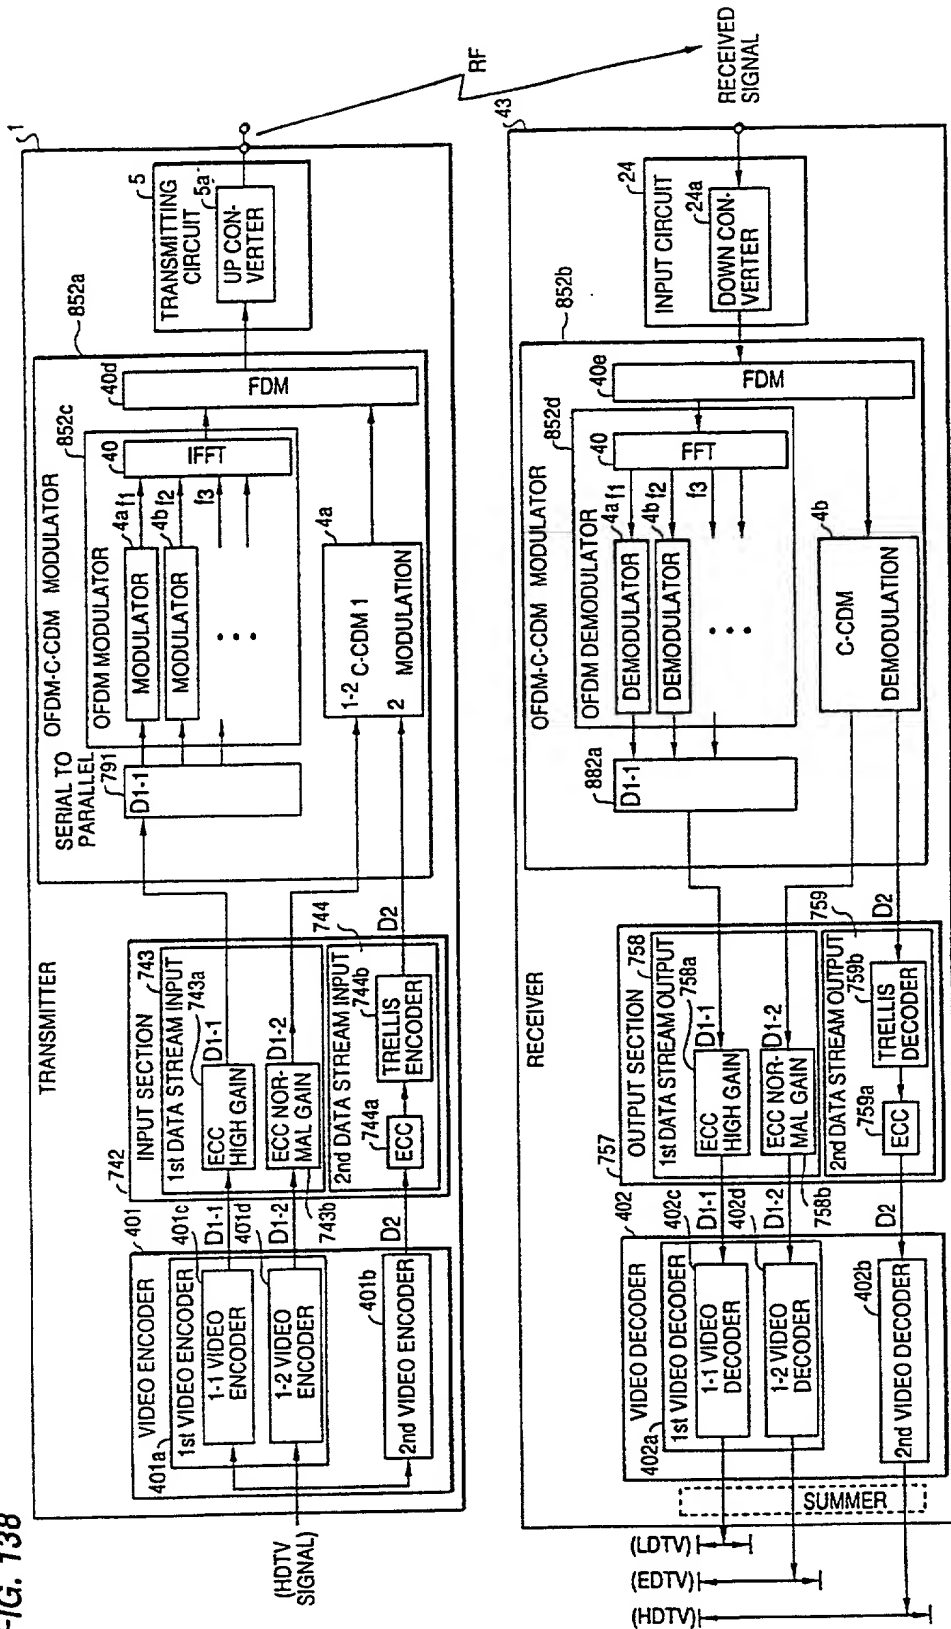 FIG. 138
TRANSMITTER
1
(HDTV
SIGNAL)
VIDEO ENCODER
401
1st VIDEO ENCODER
401a
1-1 VIDEO
ENCODER
401c
1-2 VIDEO
ENCODER
401d
2nd VIDEO ENCODER
401b
D1-1
D1-2
D2
742
INPUT SECTION
743
1st DATA STREAM INPUT
743a
ECC
HIGH GAIN
ECC NOR-
MAL GAIN
743b
D1-1
D1-2
744
2nd DATA STREAM INPUT
744a
744b
ECC
TRELLIS
ENCODER
D2
SERIAL TO
PARALLEL
791
D1-1
OFDM-C-CDM MODULATOR
852a
OFDM MODULATOR
852c
MODULATOR
4a
f1
MODULATOR
4b
f2
f3
40
IFFT
1-2
2
C-CDM 1
MODULATION
4a
40d
FDM
TRANSMITTING
CIRCUIT
5
5a
UP CON-
VERTER
RF
RECEIVED
SIGNAL
RECEIVER
43
INPUT CIRCUIT
24
24a
DOWN CON-
VERTER
OFDM-C-CDM MODULATOR
852b
40e
FDM
OFDM DEMODULATOR
852d
40
FFT
DEMODULATOR
4a
f1
DEMODULATOR
4b
f2
f3
882a
D1-1
C-CDM
DEMODULATION
4b
757
OUTPUT SECTION
758
1st DATA STREAM OUTPUT
758a
ECC
HIGH GAIN
D1-1
ECC NOR-
MAL GAIN
758b
D1-2
759
2nd DATA STREAM OUTPUT
759a
759b
ECC
TRELLIS
DECODER
D2
VIDEO DECODER
402
1st VIDEO DECODER
402a
1-1 VIDEO
DECODER
402c
D1-1
1-2 VIDEO
DECODER
402d
D1-2
2nd VIDEO DECODER
402b
D2
SUMMER
(LDTV)
(EDTV)
(HDTV)